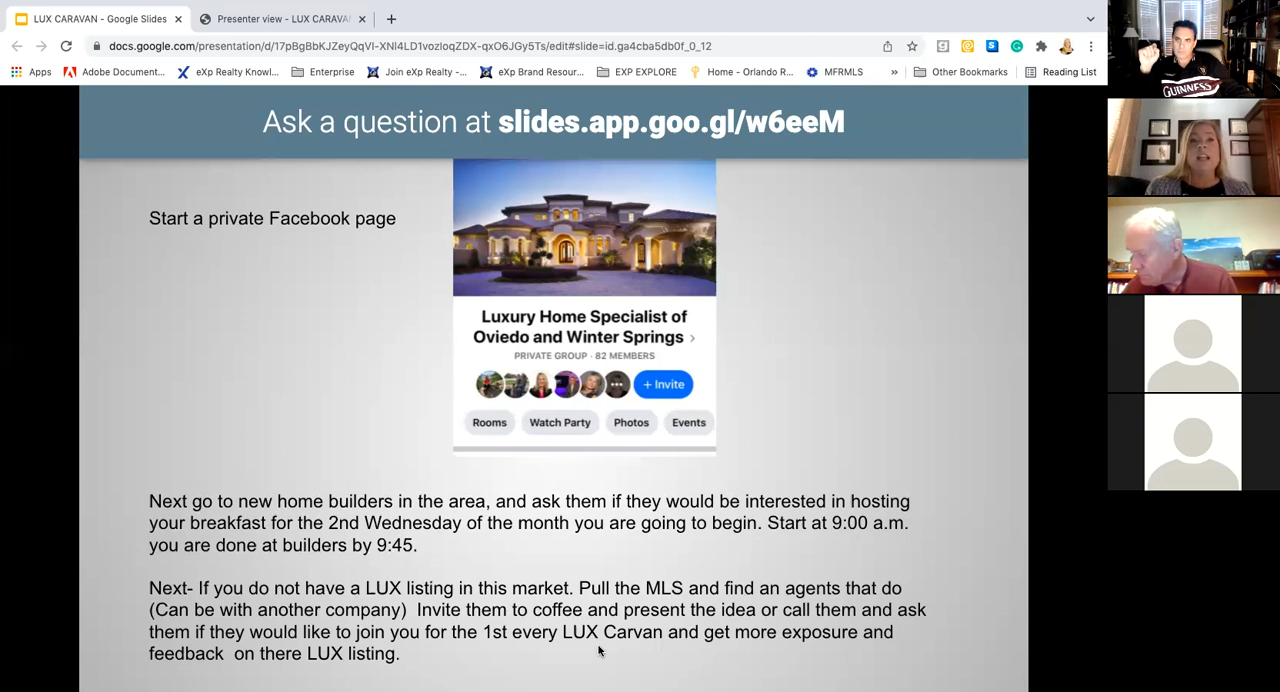 LUX CARAVAN - Google Slides
Presenter view - LUX CARAVA
docs.google.com/presentation/d/17pBgBbKJZeyQqVI-XNl4LD1vozloqZDX-qxO6JGy5Ts/edit#slide=id.ga4cba5db0f_0_12
Apps Adobe Document... eXp Realty Knowl... Enterprise Join eXp Realty -... eXp Brand Resour... EXP EXPLORE Home - Orlando R... MFRMLS » Other Bookmarks Reading List
GUINNESS
Ask a question at slides.app.goo.gl/w6eeM
Start a private Facebook page
Luxury Home Specialist of
Oviedo and Winter Springs >
PRIVATE GROUP · 82 MEMBERS
+ Invite
Rooms Watch Party Photos Events
Next go to new home builders in the area, and ask them if they would be interested in hosting
your breakfast for the 2nd Wednesday of the month you are going to begin. Start at 9:00 a.m.
you are done at builders by 9:45.
Next- If you do not have a LUX listing in this market. Pull the MLS and find an agents that do
(Can be with another company)  Invite them to coffee and present the idea or call them and ask
them if they would like to join you for the 1st every LUX Carvan and get more exposure and
feedback  on there LUX listing.